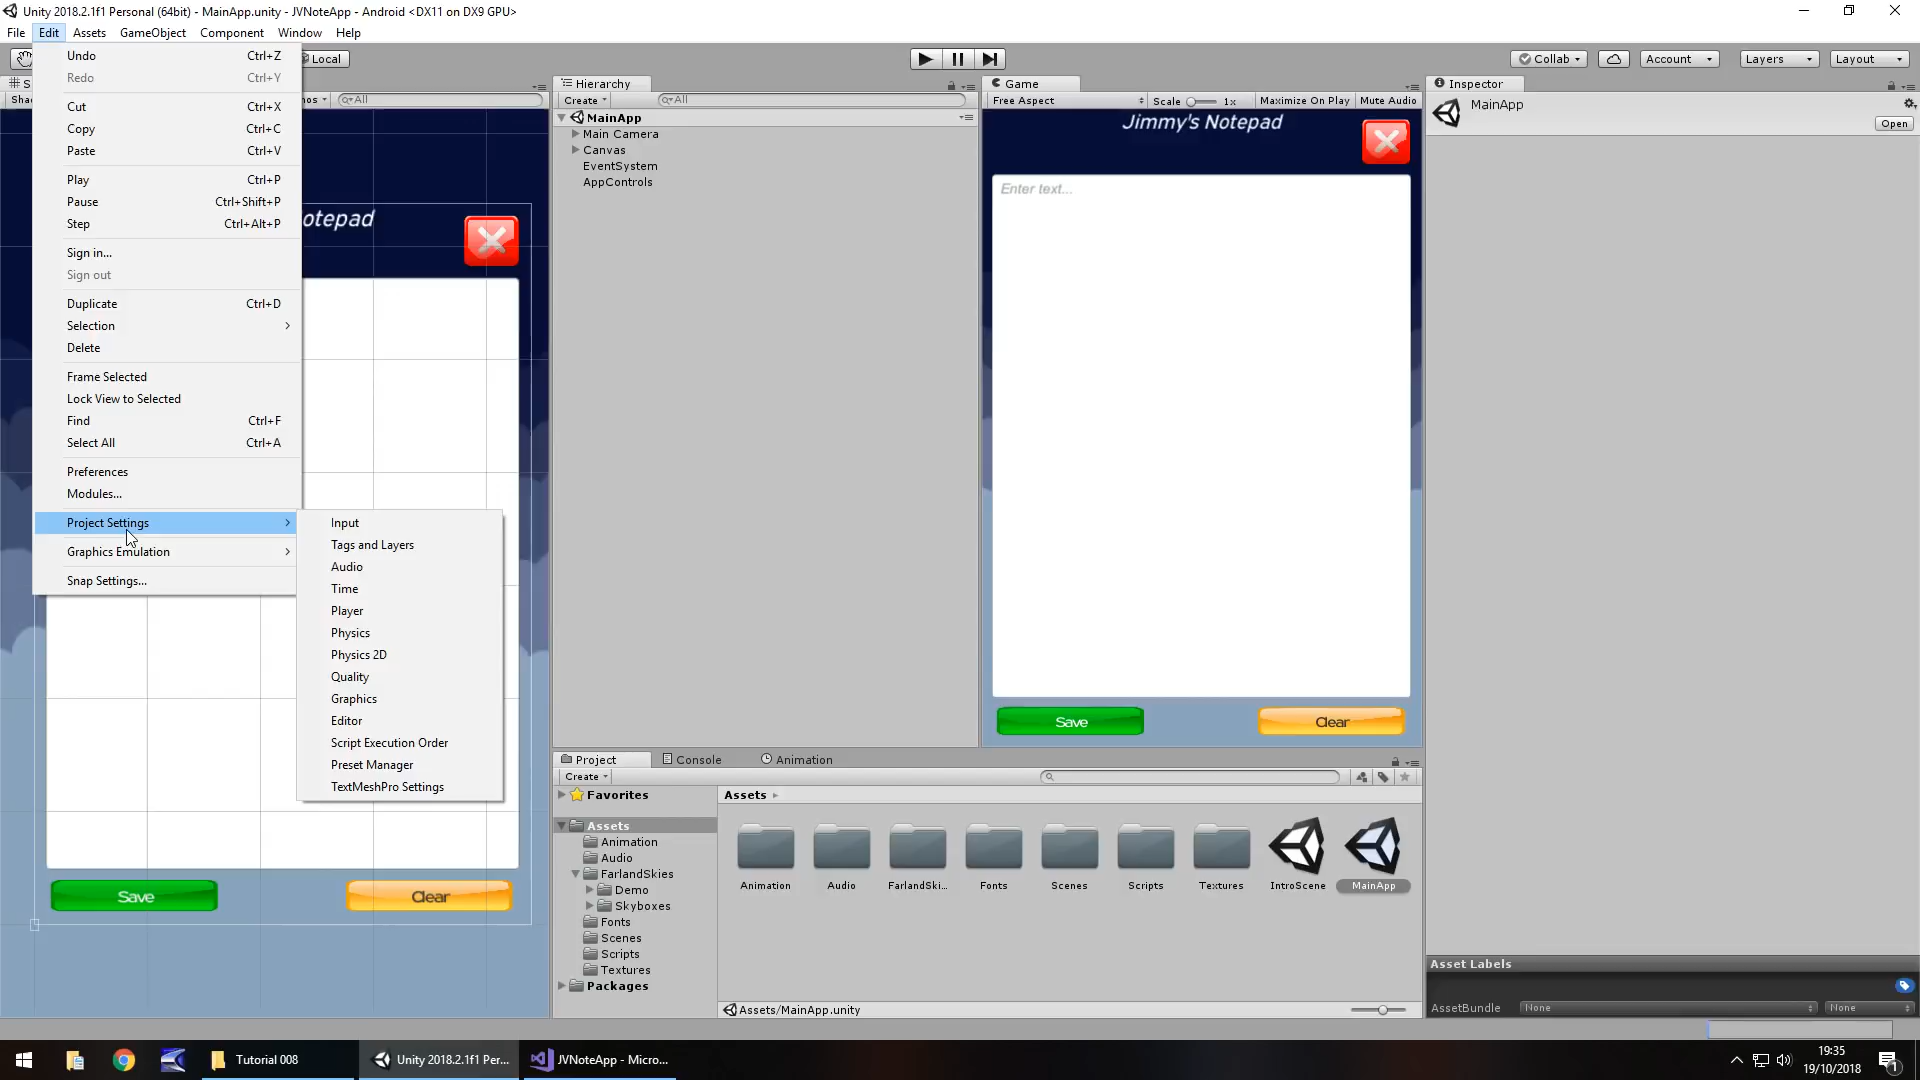 Unity 2018.2.1f1 Personal (64bit) - MainApp.unity - JVNoteApp - Android <DX11 on DX9 GPU>
File Edit Assets GameObject Component Window Help
Local
Collab
Account
Layers
Layout
Undo Ctrl+Z
Redo Ctrl+Y
Cut Ctrl+X
Copy Ctrl+C
Paste Ctrl+V
Play Ctrl+P
Pause Ctrl+Shift+P
Step Ctrl+Alt+P
Sign in...
Sign out
Duplicate Ctrl+D
Selection
Delete
Frame Selected
Lock View to Selected
Find Ctrl+F
Select All Ctrl+A
Preferences
Modules...
Project Settings
Graphics Emulation
Snap Settings...
Input
Tags and Layers
Audio
Time
Player
Physics
Physics 2D
Quality
Graphics
Editor
Script Execution Order
Preset Manager
TextMeshPro Settings
All
otepad
Save
Clear
Hierarchy
Create
All
MainApp
Main Camera
Canvas
EventSystem
AppControls
Game
Free Aspect Scale 1x Maximize On Play Mute Audio
Jimmy's Notepad
Enter text...
Save
Clear
Inspector
MainApp
Open
Project Console Animation
Create
Favorites
Assets
Animation
Audio
FarlandSkies
Demo
Skyboxes
Fonts
Scenes
Scripts
Textures
Packages
Assets
Animation Audio FarlandSki... Fonts Scenes Scripts Textures IntroScene MainApp
Assets/MainApp.unity
Asset Labels
AssetBundle None None
Tutorial 008
Unity 2018.2.1f1 Per...
JVNoteApp - Micro...
19:35
19/10/2018
1